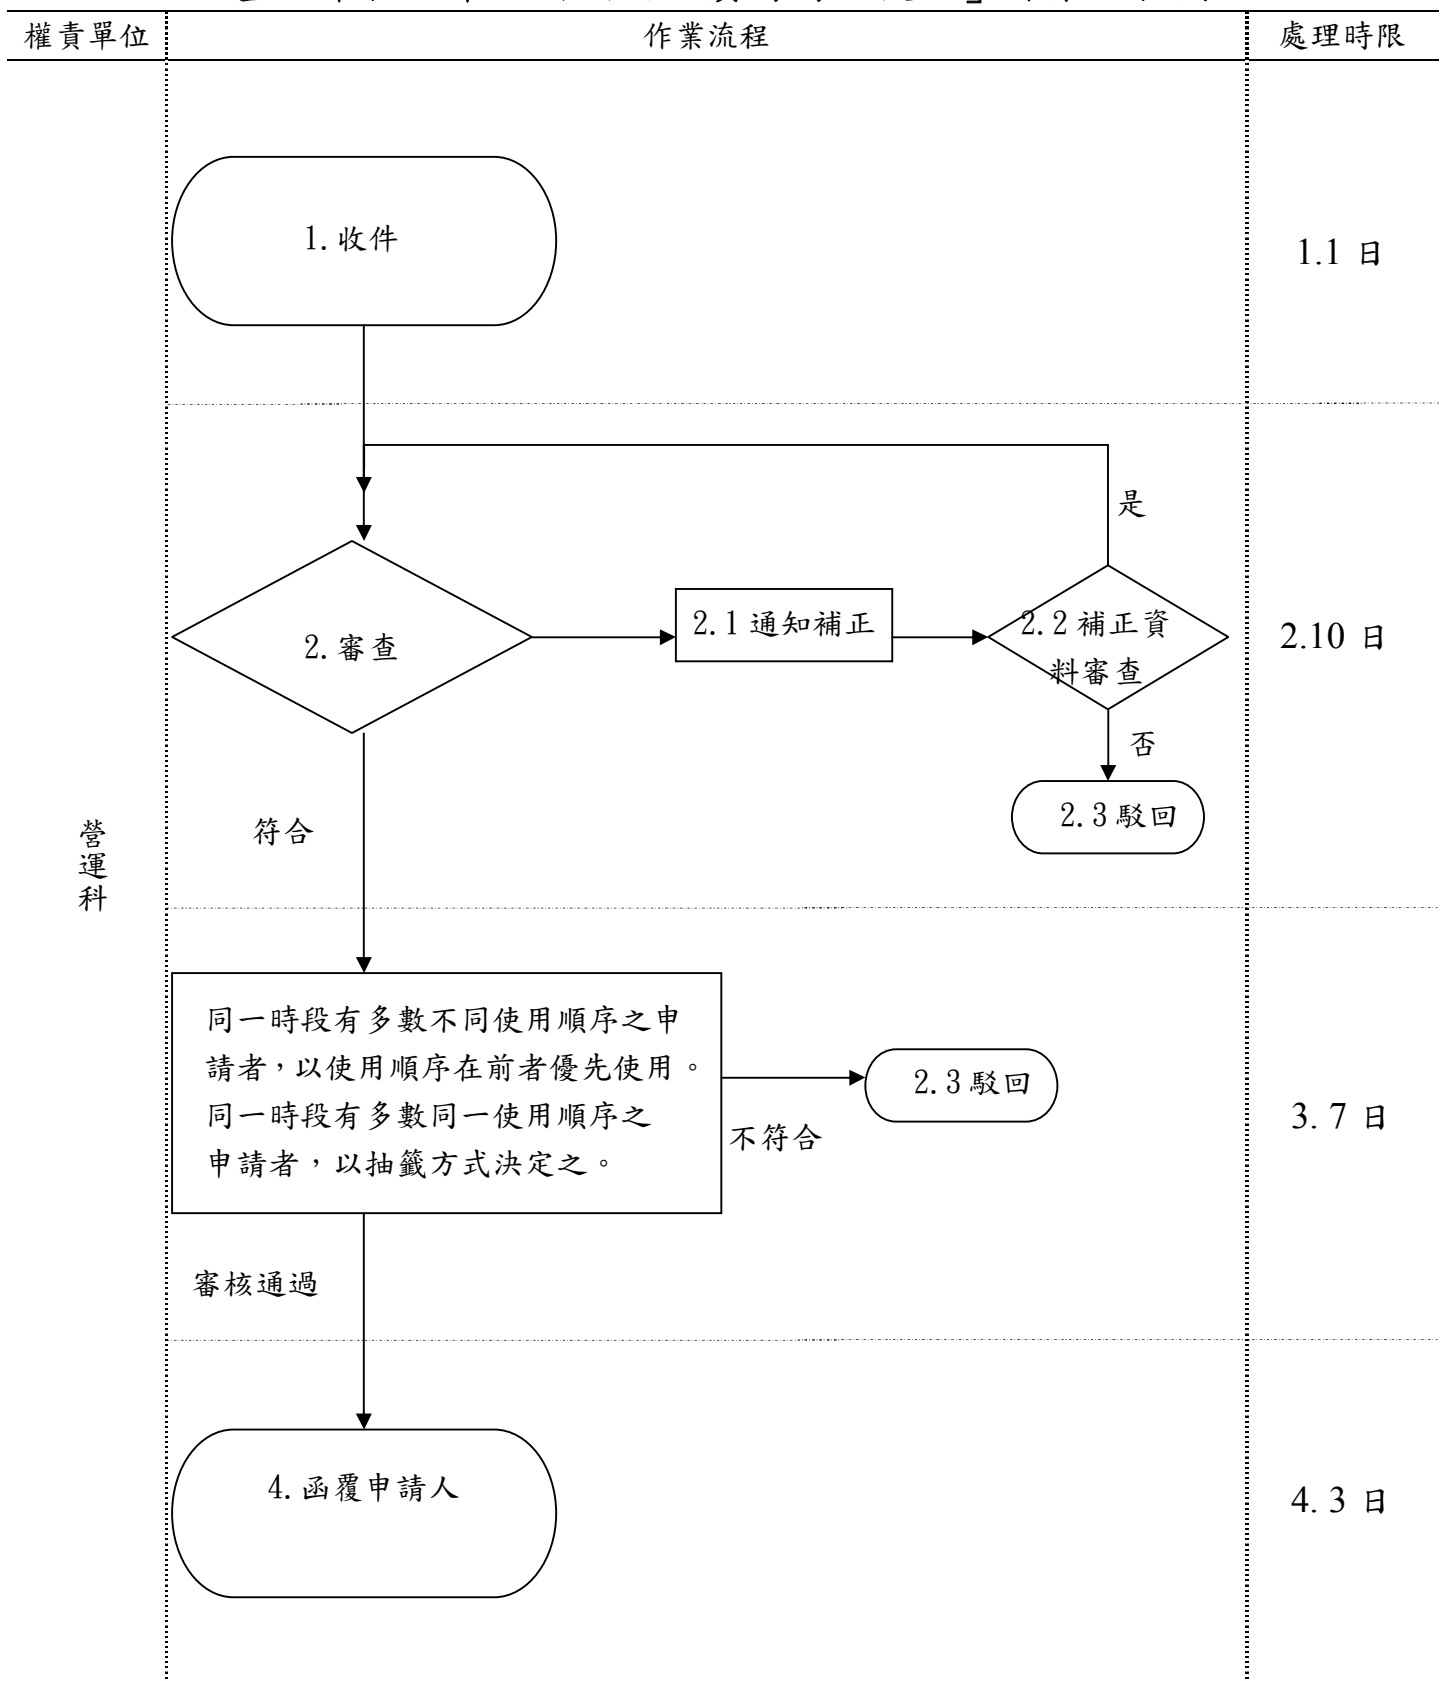 權責單位
作業流程
處理時限
1.收件
1.1 日
是
2.審查
2.1 通知補正
2.2 補正資
料審查
2.10 日
否
2.3 駁回
符合
營
運
科
同一時段有多數不同使用順序之申
請者，以使用順序在前者優先使用。
同一時段有多數同一使用順序之
申請者，以抽籤方式決定之。
2.3 駁回
不符合
3. 7 日
審核通過
4.函覆申請人
4. 3 日